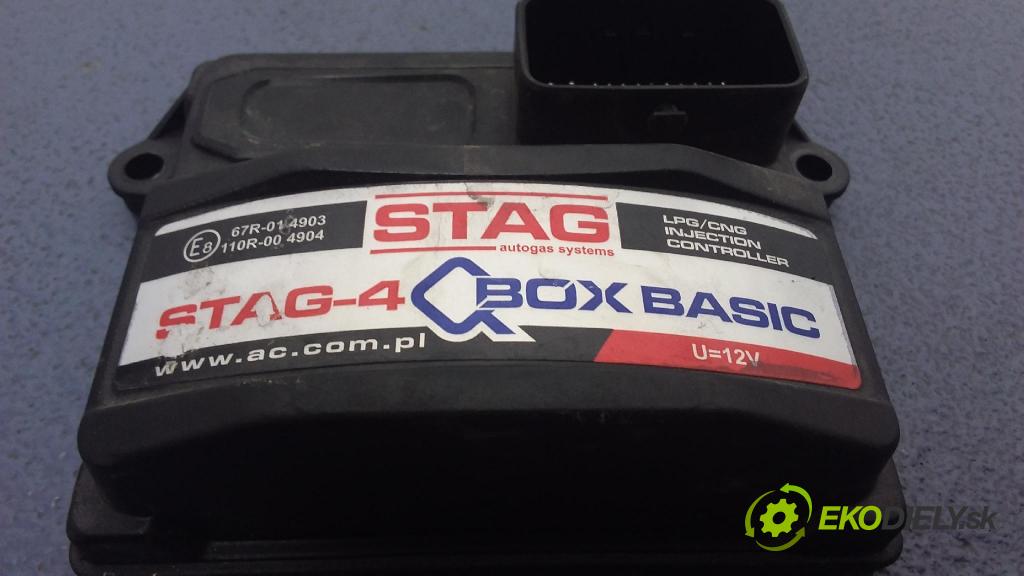 E8
67R-01 4903
110R-00 4904
STAG
autogas systems
LPG/CNG
INJECTION
CONTROLLER
STAG-4 QBOX BASIC
www.ac.com.pl
U=12V
EKODIELY.sk